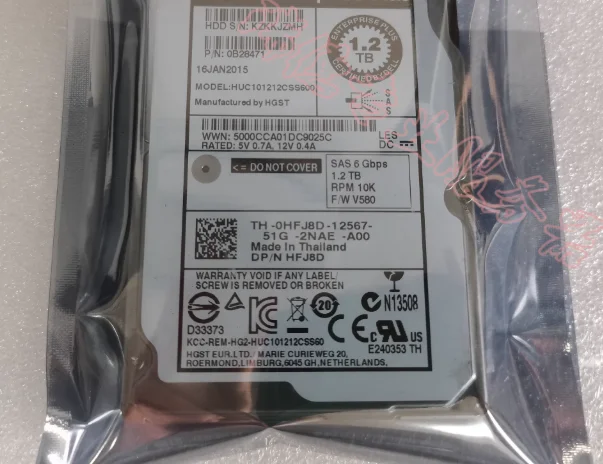 HDD S/N: KZKKJZMH
P/N: 0B28471
16JAN2015
MODEL:HUC101212CSS600
Manufactured by HGST
ENTERPRISE PLUS
1.2
TB
SAS
WWN: 5000CCA01DC9025C
RATED: 5V 0.7A, 12V 0.4A
LES
DC
<= DO NOT COVER
SAS 6 Gbps
1.2 TB
RPM 10K
F/W V580
TH -0HFJ8D-12567-
51G -2NAE -A00
Made in Thailand
DP/N HFJ8D
WARRANTY VOID IF ANY LABEL/
SCREW IS REMOVED OR BROKEN
D33373
20
N13508
c UR US
E240353 TH
KCC-REM-HG2-HUC101212CSS60
HGST EUR,LTD./ MARIE CURIEWEG 20,
ROERMOND,LIMBURG,6045 GH,NETHERLANDS,